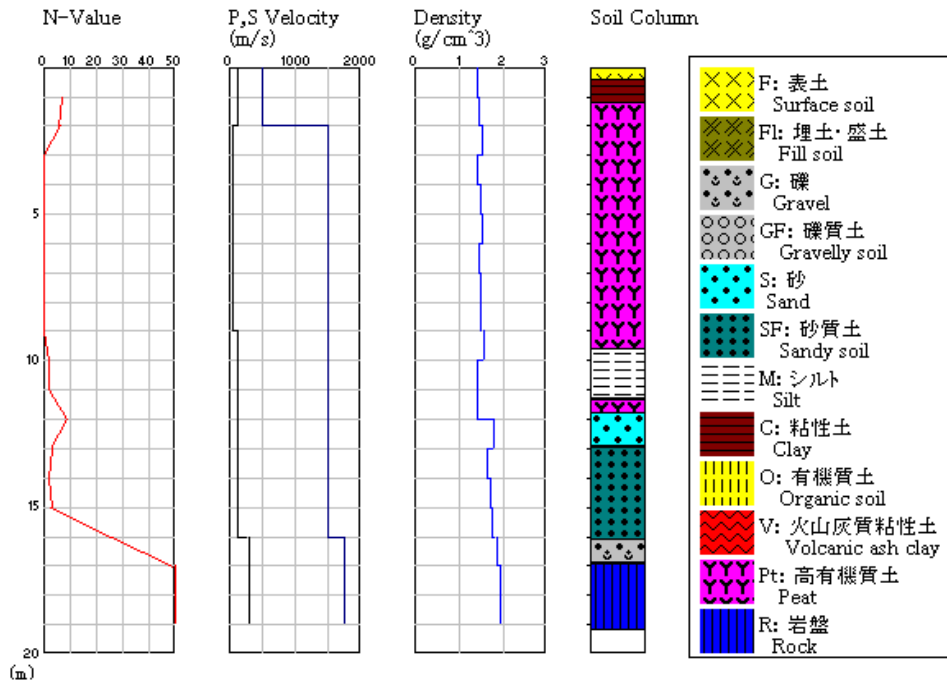 N-Value
P,S Velocity
(m/s)
Density
(g/cm^3)
Soil Column
0 10 20 30 40 50
0 1000 2000
0 1 2 3
5
10
15
20
(m)
F: 表土
Surface soil
Fl: 埋土・盛土
Fill soil
G: 礫
Gravel
GF: 礫質土
Gravelly soil
S: 砂
Sand
SF: 砂質土
Sandy soil
M: シルト
Silt
C: 粘性土
Clay
O: 有機質土
Organic soil
V: 火山灰質粘性土
Volcanic ash clay
Pt: 高有機質土
Peat
R: 岩盤
Rock